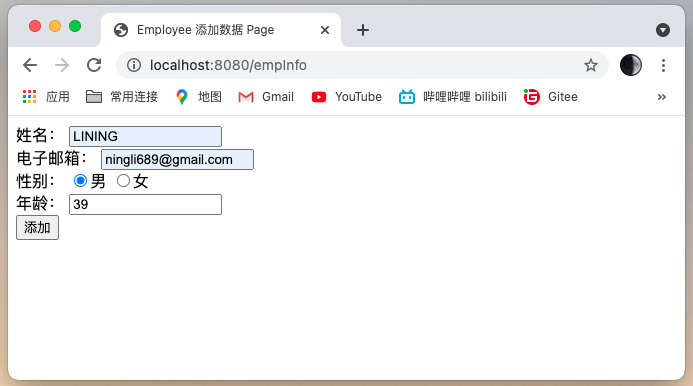 Employee 添加数据 Page
localhost:8080/empInfo
应用 常用连接 地图 Gmail YouTube 哔哩哔哩 bilibili Gitee »
姓名： LINING
电子邮箱： ningli689@gmail.com
性别： 男 女
年龄： 39
添加